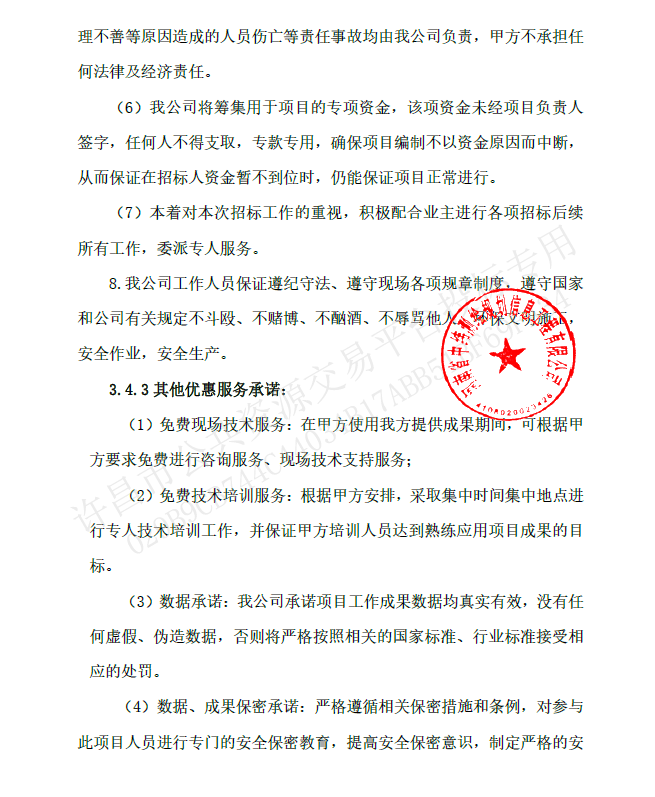 理不善等原因造成的人员伤亡等责任事故均由我公司负责，甲方不承担任
何法律及经济责任。
（6）我公司将筹集用于项目的专项资金，该项资金未经项目负责人
签字，任何人不得支取，专款专用，确保项目编制不以资金原因而中断，
从而保证在招标人资金暂不到位时，仍能保证项目正常进行。
（7）本着对本次招标工作的重视，积极配合业主进行各项招标后续
所有工作，委派专人服务。
8.我公司工作人员保证遵纪守法、遵守现场各项规章制度，遵守国家
和公司有关规定不斗殴、不赌博、不酗酒、不辱骂他人，环保文明施工，
安全作业，安全生产。
3.4.3 其他优惠服务承诺：
（1）免费现场技术服务：在甲方使用我方提供成果期间，可根据甲
方要求免费进行咨询服务、现场技术支持服务；
（2）免费技术培训服务：根据甲方安排，采取集中时间集中地点进
行专人技术培训工作，并保证甲方培训人员达到熟练应用项目成果的目
标。
（3）数据承诺：我公司承诺项目工作成果数据均真实有效，没有任
何虚假、伪造数据，否则将严格按照相关的国家标准、行业标准接受相
应的处罚。
（4）数据、成果保密承诺：严格遵循相关保密措施和条例，对参与
此项目人员进行专门的安全保密教育，提高安全保密意识，制定严格的安
4108020023426